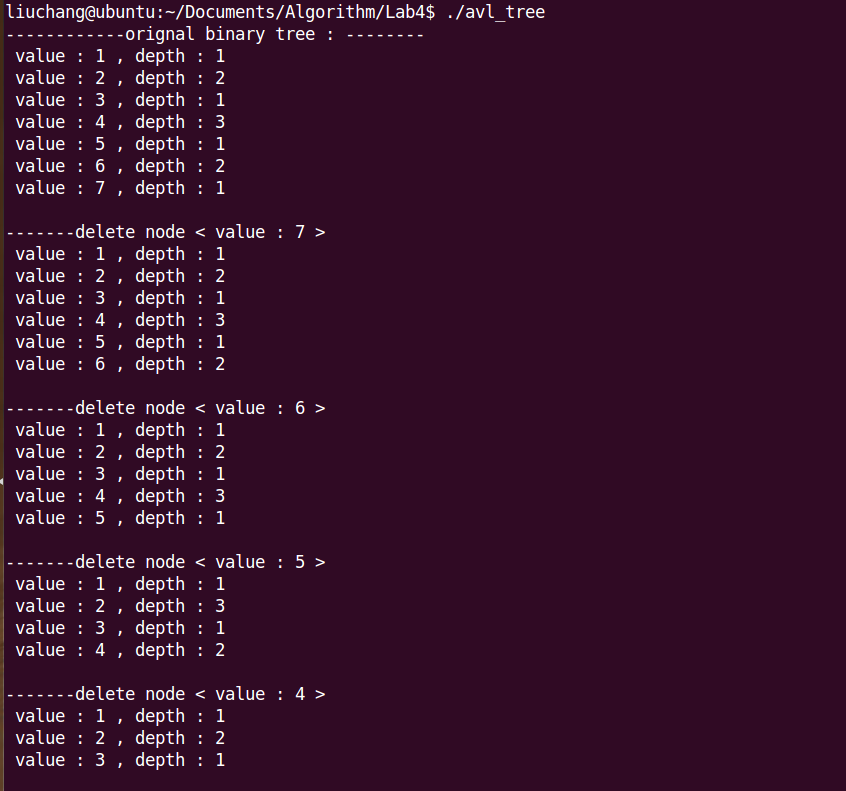 liuchang@ubuntu:~/Documents/Algorithm/Lab4$ ./avl_tree
------------orignal binary tree : --------
value : 1 , depth : 1
value : 2 , depth : 2
value : 3 , depth : 1
value : 4 , depth : 3
value : 5 , depth : 1
value : 6 , depth : 2
value : 7 , depth : 1
-------delete node < value : 7 >
value : 1 , depth : 1
value : 2 , depth : 2
value : 3 , depth : 1
value : 4 , depth : 3
value : 5 , depth : 1
value : 6 , depth : 2
-------delete node < value : 6 >
value : 1 , depth : 1
value : 2 , depth : 2
value : 3 , depth : 1
value : 4 , depth : 3
value : 5 , depth : 1
-------delete node < value : 5 >
value : 1 , depth : 1
value : 2 , depth : 3
value : 3 , depth : 1
value : 4 , depth : 2
-------delete node < value : 4 >
value : 1 , depth : 1
value : 2 , depth : 2
value : 3 , depth : 1